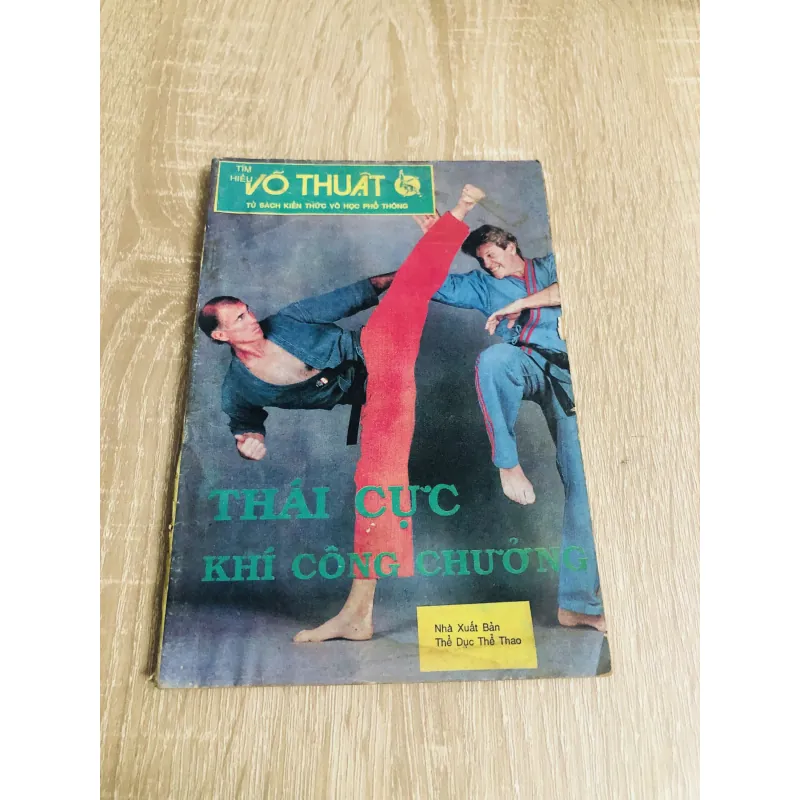 TÌM
HIỂU
VÕ THUẬT
TỦ SÁCH KIẾN THỨC VÕ HỌC PHỔ THÔNG
THÁI CỰC
KHÍ CÔNG CHƯỞNG
Nhà Xuất Bản
Thể Dục Thể Thao